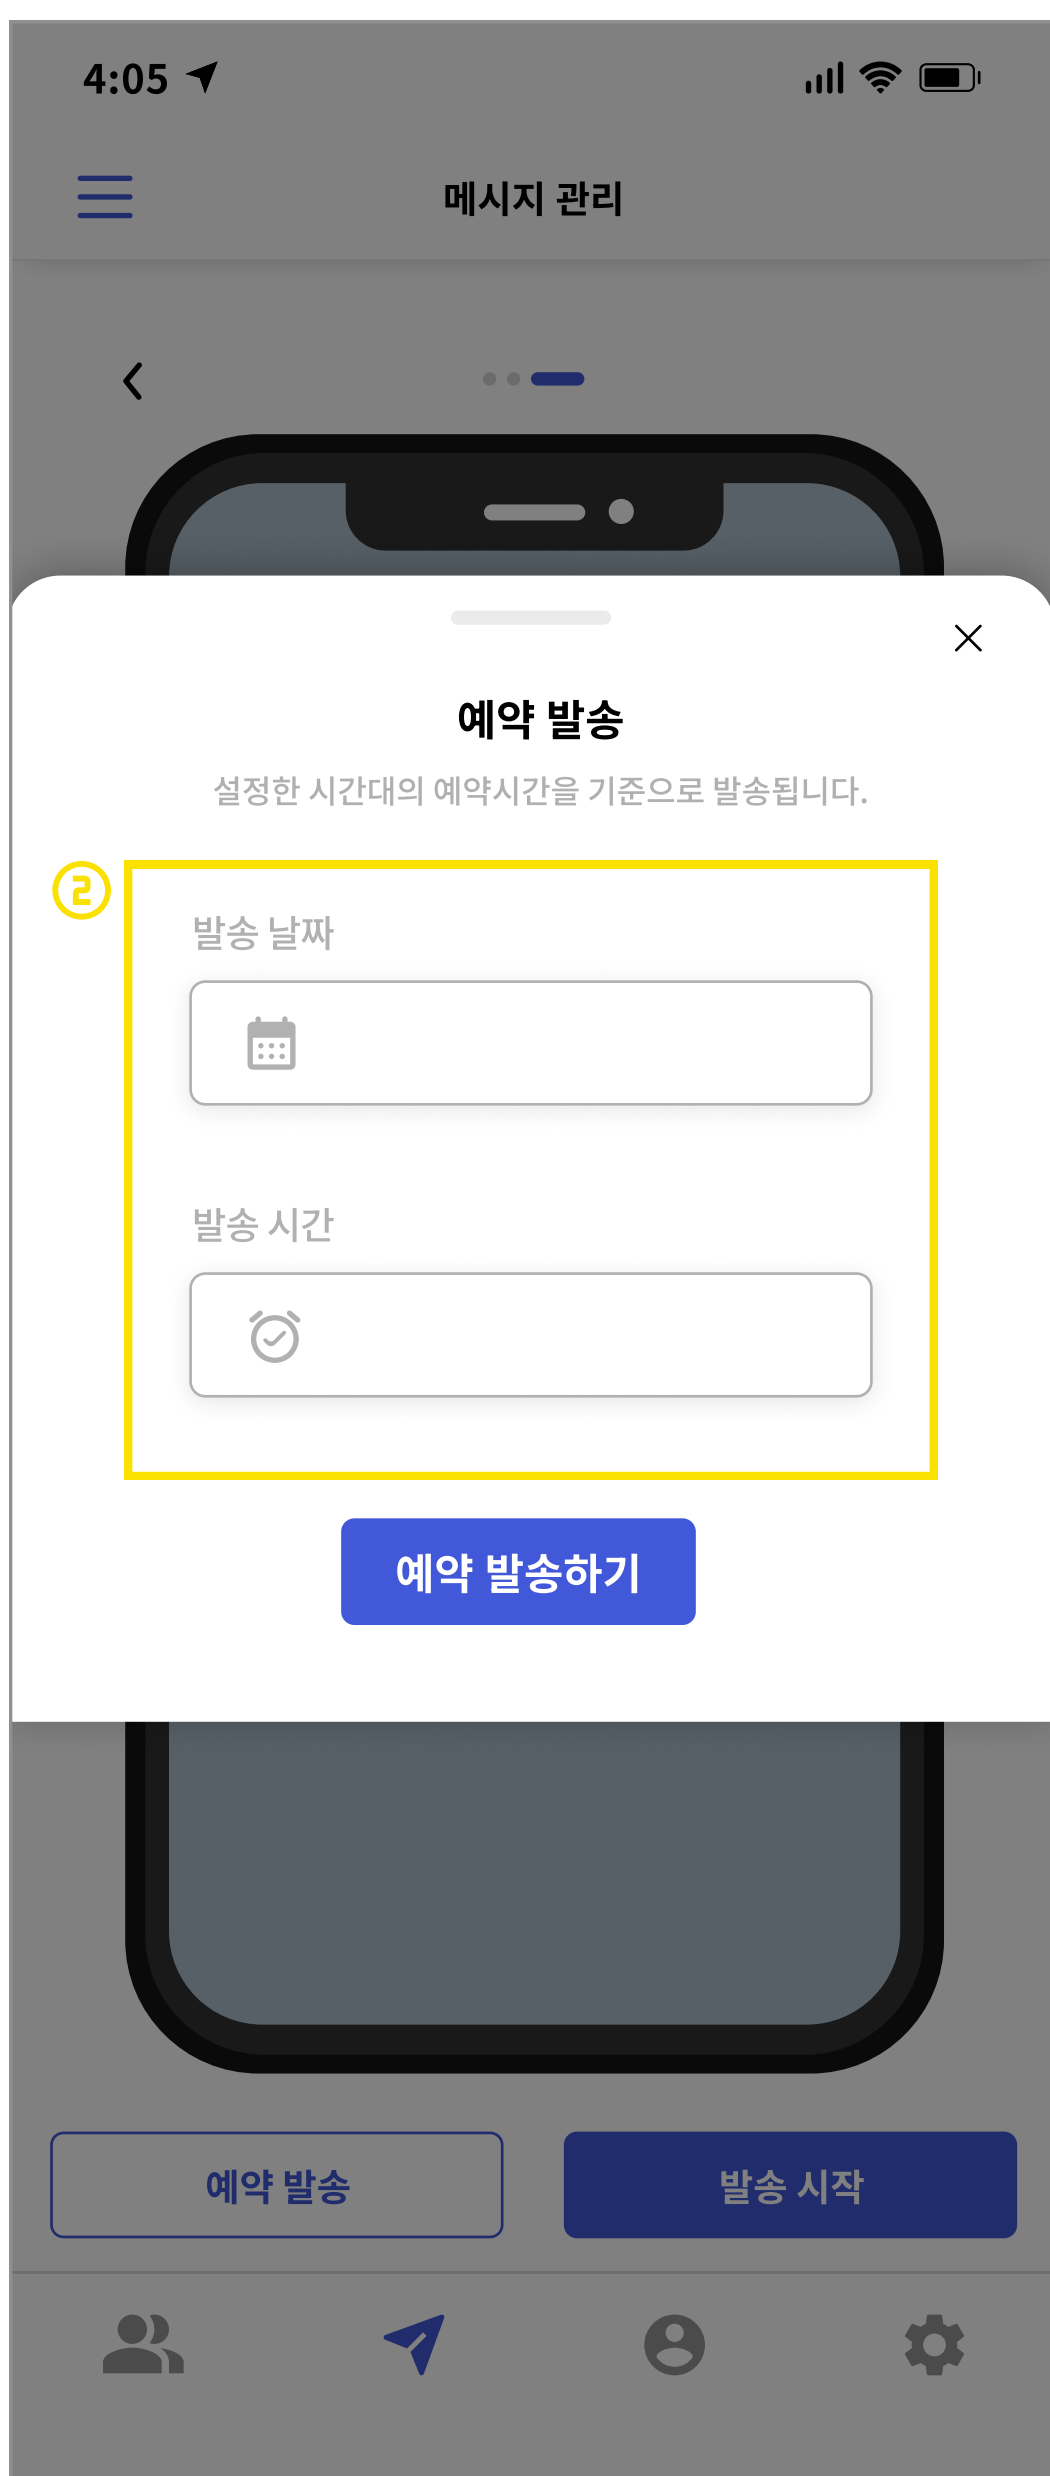 4:05
메시지 관리
예약 발송
설정한 시간대의 예약시간을 기준으로 발송됩니다.
2
발송 날짜
발송 시간
예약 발송하기
예약 발송
발송 시작